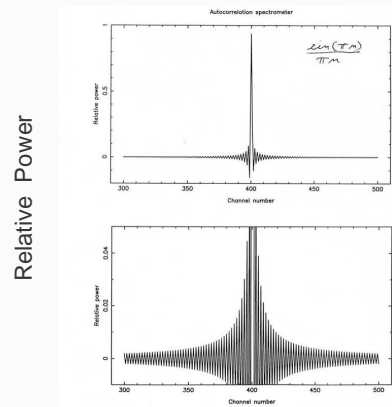 Autocorrelation spectrometer
sin(πn)
πn
Relative Power
Relative power
1
0.5
0
300
350
400
450
500
Channel number
Relative power
0.04
0.02
0
300
350
400
450
500
Channel number